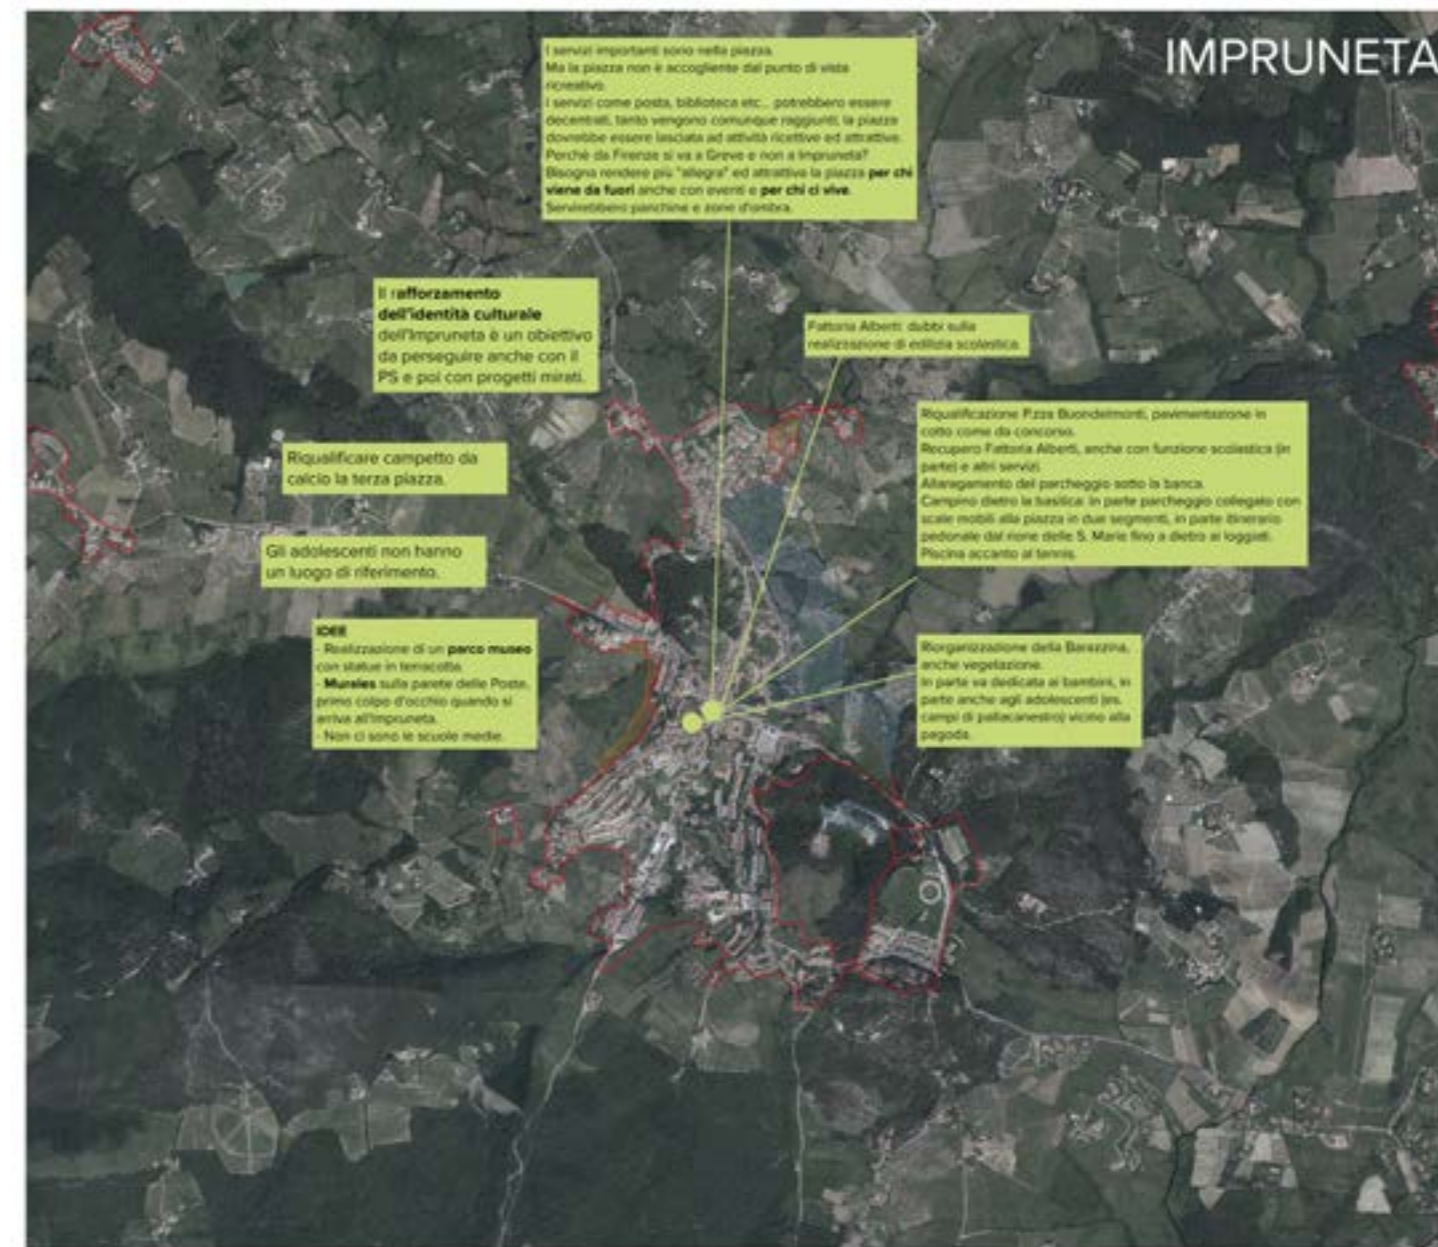 IMPRUNETA
I servizi importanti sono nella piazza.
Ma la piazza non è accogliente dal punto di vista
ricreativo.
I servizi come posta, biblioteca etc... potrebbero essere
decentrati, tanto vengono comunque raggiunti, la piazza
dovrebbe essere lasciata ad attività ricettive ed attrattive.
Perchè da Firenze si va a Greve e non a Impruneta?
Bisogna rendere più "allegra" ed attrattiva la piazza per chi
viene da fuori anche con eventi e per chi ci vive.
Servirebbero panchine e zone d'ombra.
Il rafforzamento
dell'identità culturale
dell'Impruneta è un obiettivo
da perseguire anche con il
PS e poi con progetti mirati.
Fattoria Alberti: dubbi sulla
realizzazione di edilizia scolastica.
Riqualificare campetto da
calcio la terza piazza.
Gli adolescenti non hanno
un luogo di riferimento.
Riqualificazione P.zza Buondelmonti, pavimentazione in
cotto come da concorso.
Recupero Fattoria Alberti, anche con funzione scolastica (in
parte) e altri servizi.
Allaragamento del parcheggio sotto la banca.
Campino dietro la basilica: in parte parcheggio collegato con
scale mobili alla piazza in due segmenti, in parte itinerario
pedonale dal rione delle S. Marie fino a dietro ai loggiati.
Piscina accanto al tennis.
IDEE
- Realizzazione di un parco museo
con statue in terracotta.
- Murales sulla parete delle Poste,
primo colpo d'occhio quando si
arriva all'Impruneta.
- Non ci sono le scuole medie.
Riorganizzazione della Barazzina,
anche vegetazione.
In parte va dedicata ai bambini, in
parte anche agli adolescenti (es.
campi di pallacanestro) vicino alla
pagoda.